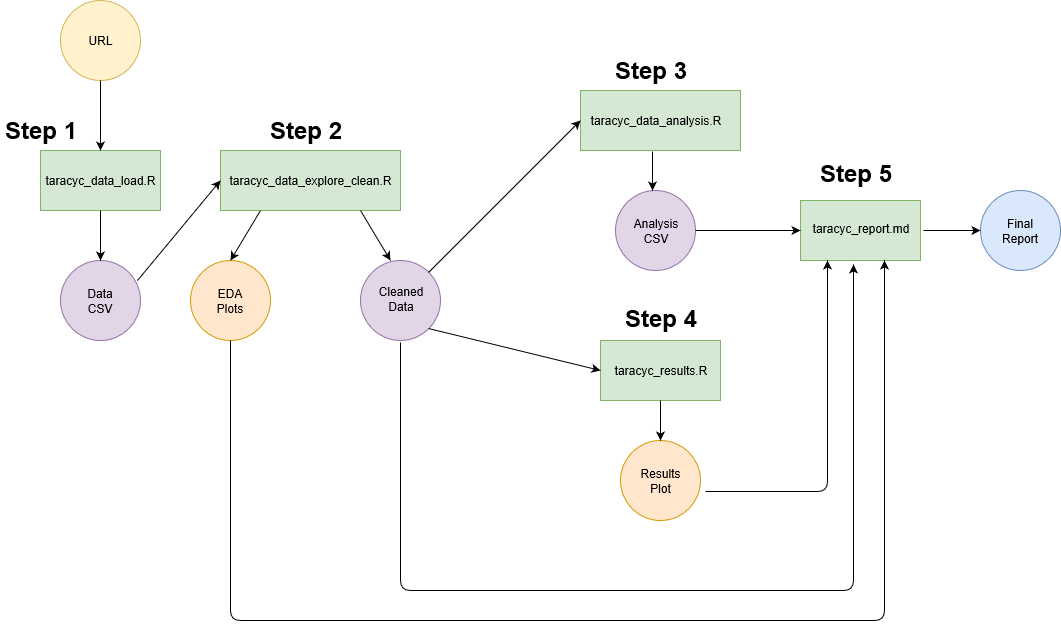 URL
Step 1
taracyc_data_load.R
Data
CSV
Step 2
taracyc_data_explore_clean.R
EDA
Plots
Cleaned
Data
Step 3
taracyc_data_analysis.R
Analysis
CSV
Step 4
taracyc_results.R
Results
Plot
Step 5
taracyc_report.md
Final
Report